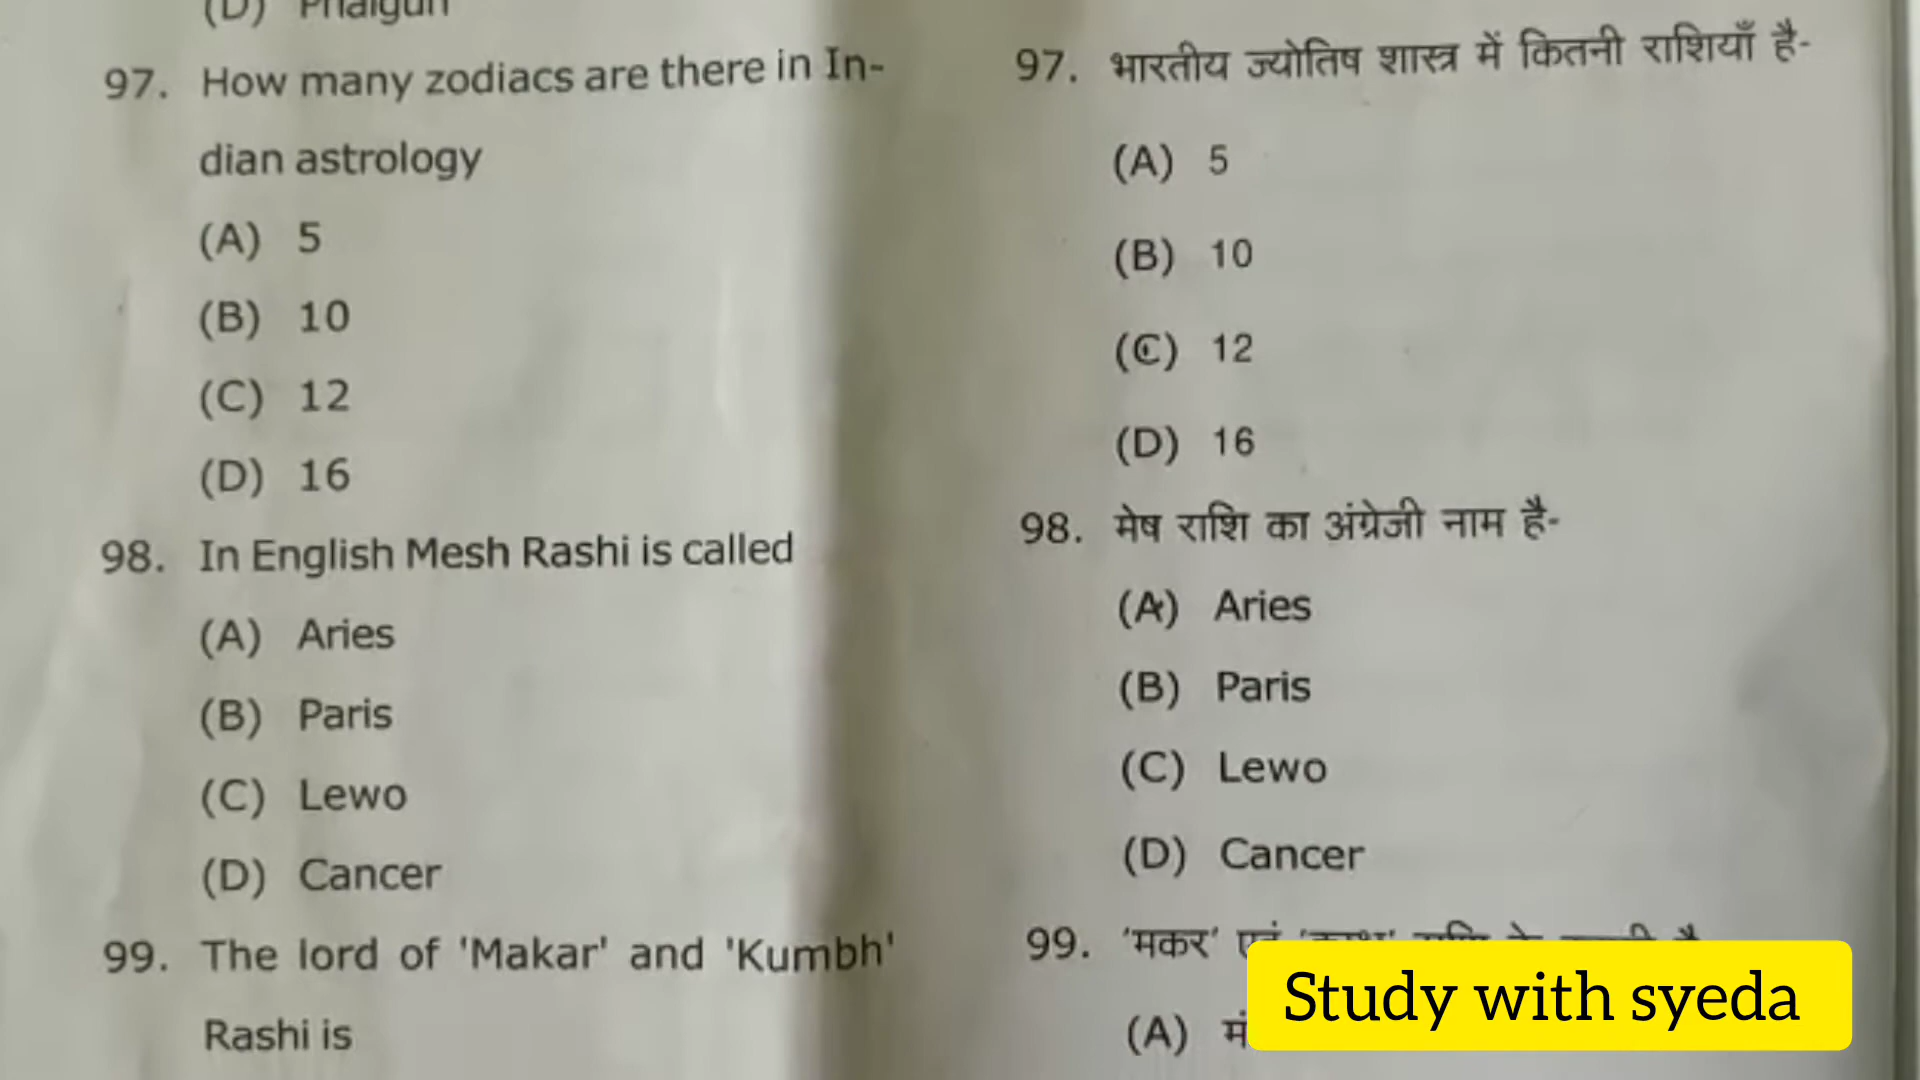 (D) Phalgun
97. How many zodiacs are there in In-
dian astrology
(A) 5
(B) 10
(C) 12
(D) 16
98. In English Mesh Rashi is called
(A) Aries
(B) Paris
(C) Lewo
(D) Cancer
99. The lord of 'Makar' and 'Kumbh'
Rashi is
97. भारतीय ज्योतिष शास्त्र में कितनी राशियाँ है-
(A) 5
(B) 10
(C) 12
(D) 16
98. मेष राशि का अंग्रेजी नाम है-
(A) Aries
(B) Paris
(C) Lewo
(D) Cancer
99. 'मकर' एवं
(A)
Study with syeda